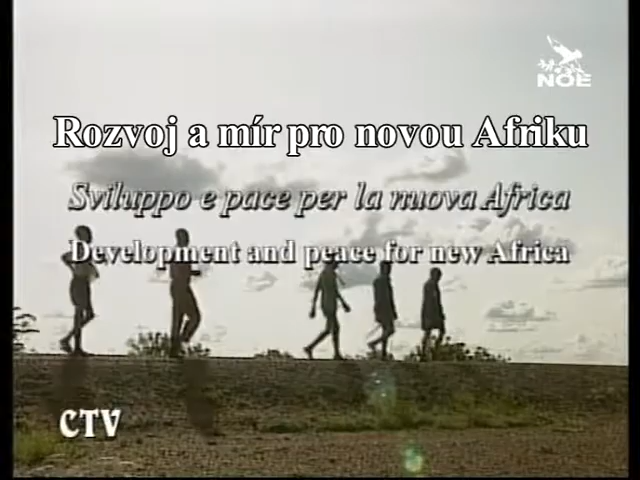 NOE
Rozvoj a mír pro novou Afriku
Sviluppo e pace per la nuova Africa
Development and peace for new Africa
CTV